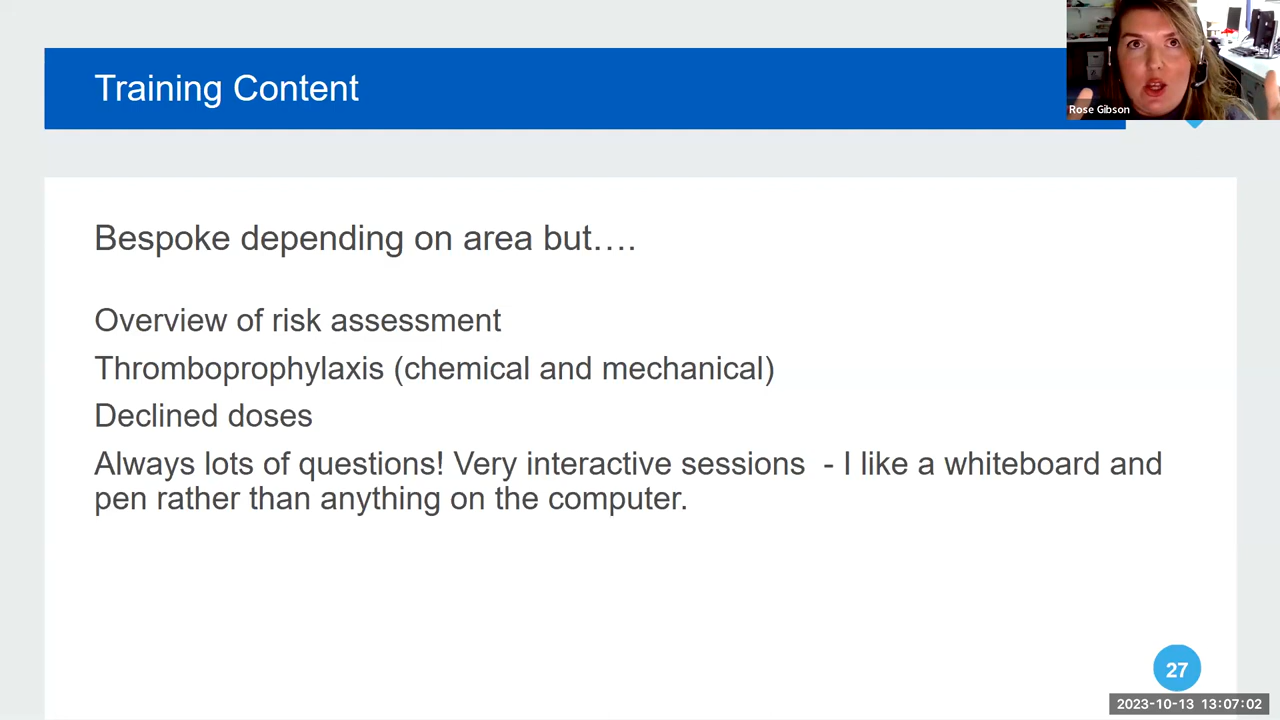 Training Content
Rose Gibson
Bespoke depending on area but….
Overview of risk assessment
Thromboprophylaxis (chemical and mechanical)
Declined doses
Always lots of questions! Very interactive sessions  - I like a whiteboard and
pen rather than anything on the computer.
27
2023-10-13 13:07:02